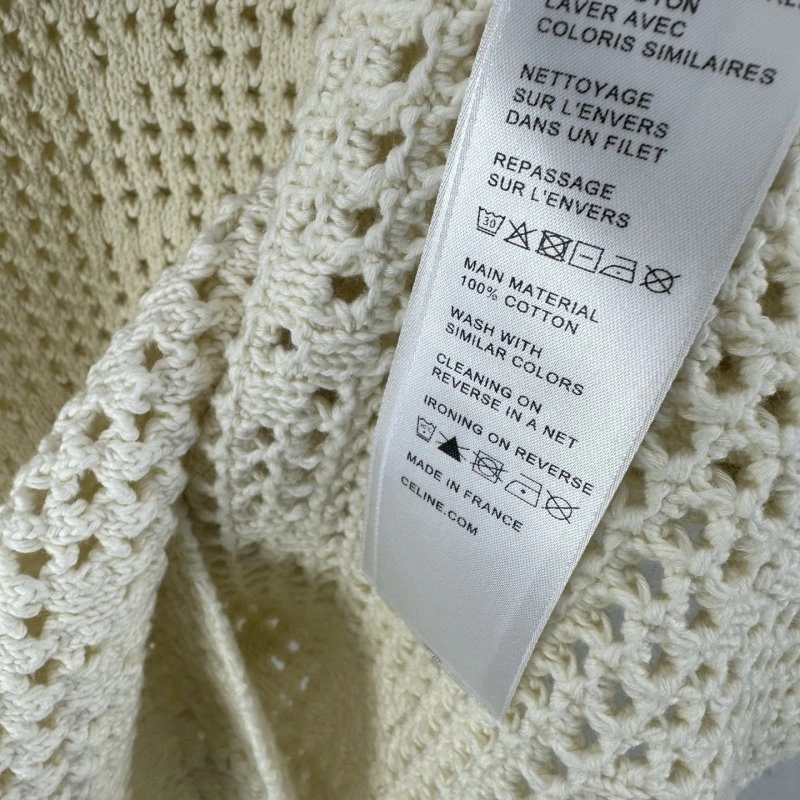 LAVER AVEC
COLORIS SIMILAIRES
NETTOYAGE
SUR L'ENVERS
DANS UN FILET
REPASSAGE
SUR L'ENVERS
30
MAIN MATERIAL
100% COTTON
WASH WITH
SIMILAR COLORS
CLEANING ON
REVERSE IN A NET
IRONING ON REVERSE
MADE IN FRANCE
CELINE.COM